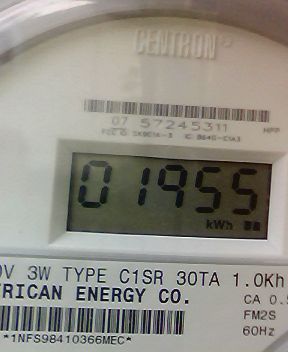 CENTRON
07 57245311
01955
kWh
0V 3W TYPE C1SR 30TA 1.0Kh
ERICAN ENERGY CO.
CA 0.5
FM2S
60Hz
*1NFS98410366MEC*